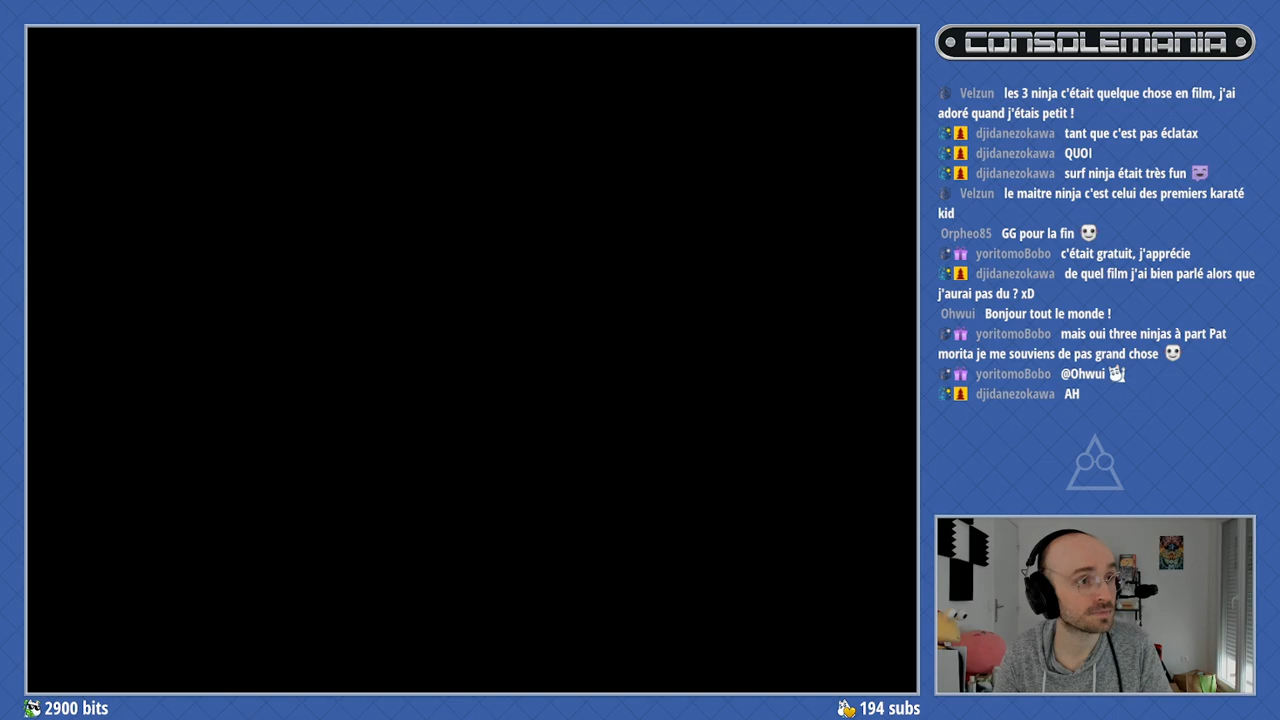 CONSOLEMANIA
Velzun les 3 ninja c'était quelque chose en film, j'ai
adoré quand j'étais petit !
djidanezokawa tant que c'est pas éclatax
djidanezokawa QUOI
djidanezokawa surf ninja était très fun
Velzun le maitre ninja c'est celui des premiers karaté
kid
Orpheo85 GG pour la fin
yoritomoBobo c'était gratuit, j'apprécie
djidanezokawa de quel film j'ai bien parlé alors que
j'aurai pas du ? xD
Ohwui Bonjour tout le monde !
yoritomoBobo mais oui three ninjas à part Pat
morita je me souviens de pas grand chose
yoritomoBobo @Ohwui
djidanezokawa AH
2900 bits
194 subs